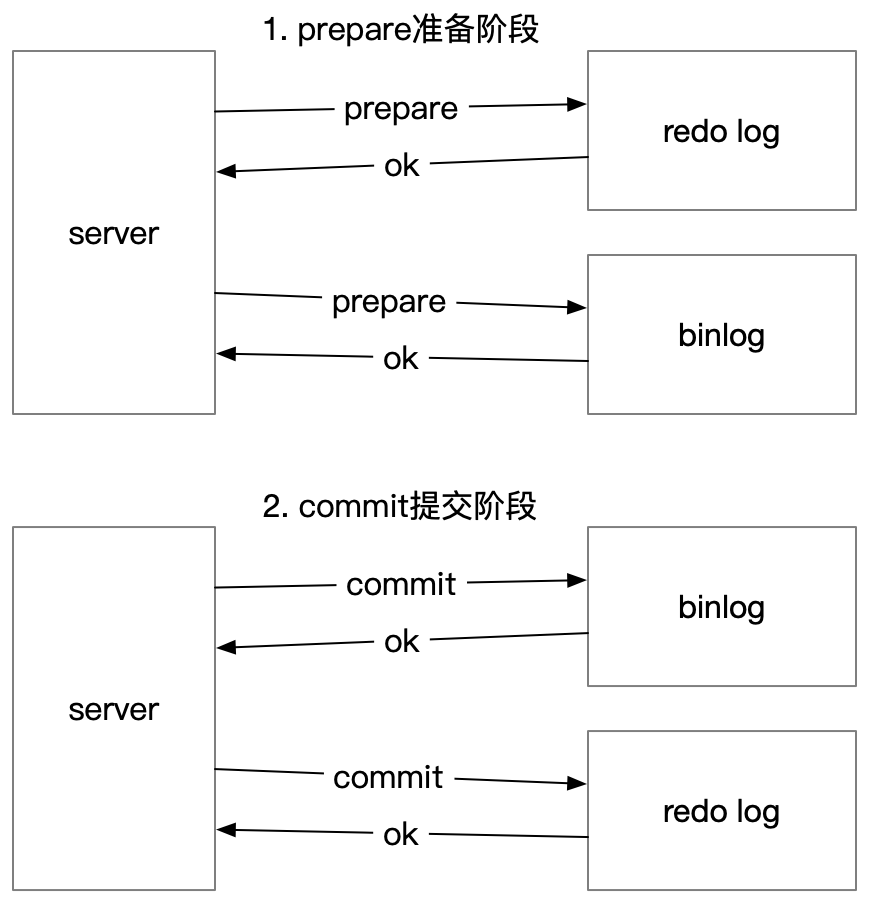 1. prepare准备阶段
prepare
redo log
ok
server
prepare
binlog
ok
2. commit提交阶段
commit
binlog
ok
server
commit
redo log
ok